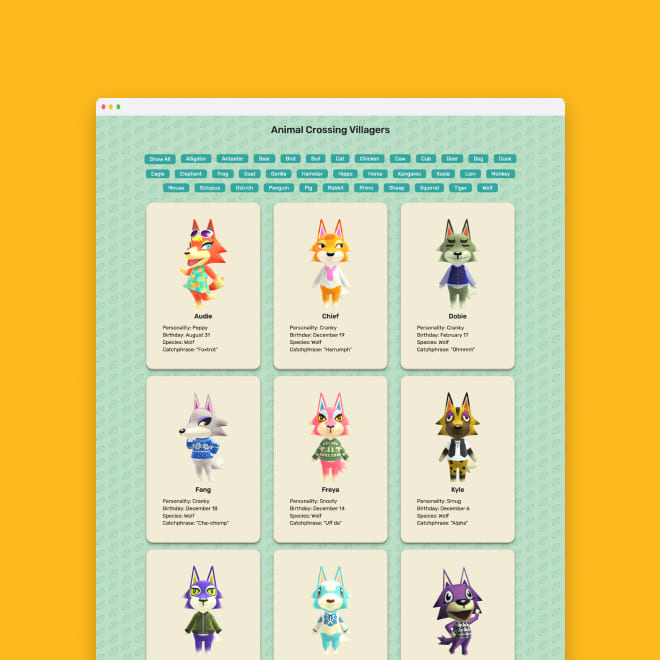 Animal Crossing Villagers
Show All Alligator Anteater Bear Bird Bull Cat Chicken Cow Cub Deer Dog Duck
Eagle Elephant Frog Goat Gorilla Hamster Hippo Horse Kangaroo Koala Lion Monkey
Mouse Octopus Ostrich Penguin Pig Rabbit Rhino Sheep Squirrel Tiger Wolf
Audie
Personality: Peppy
Birthday: August 31
Species: Wolf
Catchphrase: "Foxtrot"
Chief
Personality: Cranky
Birthday: December 19
Species: Wolf
Catchphrase: "Harrumph"
Dobie
Personality: Cranky
Birthday: February 17
Species: Wolf
Catchphrase: "Ohmmm"
Fang
Personality: Cranky
Birthday: December 18
Species: Wolf
Catchphrase: "Cha-chomp"
Freya
Personality: Snooty
Birthday: December 14
Species: Wolf
Catchphrase: "Uff da"
Kyle
Personality: Smug
Birthday: December 6
Species: Wolf
Catchphrase: "Alpha"